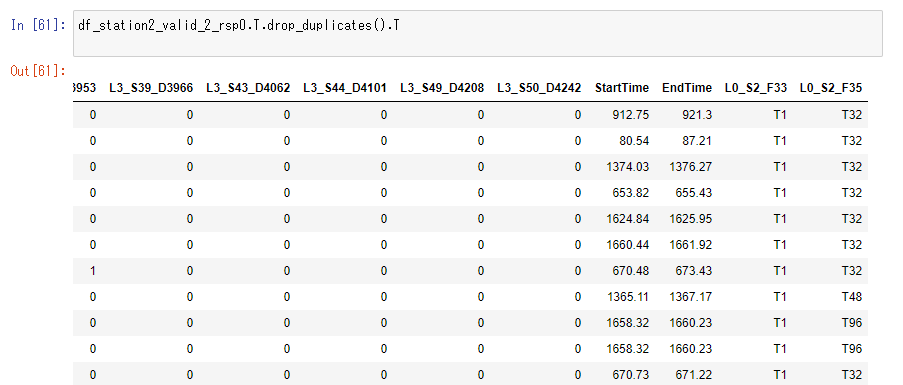 In [61]: df_station2_valid_2_rsp0.T.drop_duplicates().T
Out[61]:
3953 L3_S39_D3966 L3_S43_D4062 L3_S44_D4101 L3_S49_D4208 L3_S50_D4242 StartTime EndTime L0_S2_F33 L0_S2_F35
0 0 0 0 0 0 912.75 921.3 T1 T32
0 0 0 0 0 0 80.54 87.21 T1 T32
0 0 0 0 0 0 1374.03 1376.27 T1 T32
0 0 0 0 0 0 653.82 655.43 T1 T32
0 0 0 0 0 0 1624.84 1625.95 T1 T32
0 0 0 0 0 0 1660.44 1661.92 T1 T32
1 0 0 0 0 0 670.48 673.43 T1 T32
0 0 0 0 0 0 1365.11 1367.17 T1 T48
0 0 0 0 0 0 1658.32 1660.23 T1 T96
0 0 0 0 0 0 1658.32 1660.23 T1 T96
0 0 0 0 0 0 670.73 671.22 T1 T32